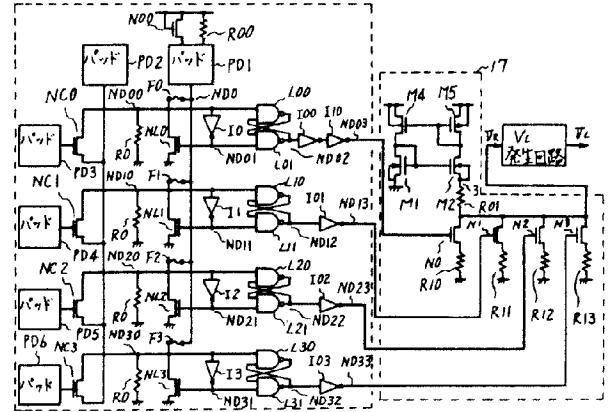 N00
R00
パッド
PD2
パッド
PD1
17
NC0
ND00
F0
ND0
L00
I00
I10
ND03
M4
M5
パッド
PD3
R0
NL0
I0
ND01
L01
ND02
M1
M2
R01
VR
VL
発生回路
VL
NC1
ND10
F1
L10
I01
ND13
パッド
PD4
R0
NL1
I1
ND11
L11
ND12
N0
N1
N2
N3
R10
R11
R12
R13
NC2
ND20
F2
L20
I02
ND23
パッド
PD5
R0
NL2
I2
ND21
L21
ND22
PD6
NC3
ND30
F3
L30
I03
ND33
パッド
R0
NL3
I3
ND31
L31
ND32